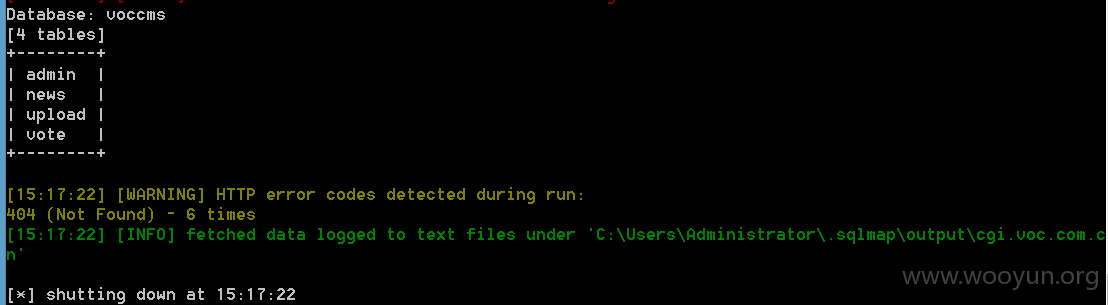 Database: voccms
[4 tables]
+--------+
| admin  |
| news   |
| upload |
| vote   |
+--------+
[15:17:22] [WARNING] HTTP error codes detected during run:
404 (Not Found) - 6 times
[15:17:22] [INFO] fetched data logged to text files under 'C:\Users\Administrator\.sqlmap\output\cgi.voc.com.c
n'
www.wooyun.org
[*] shutting down at 15:17:22